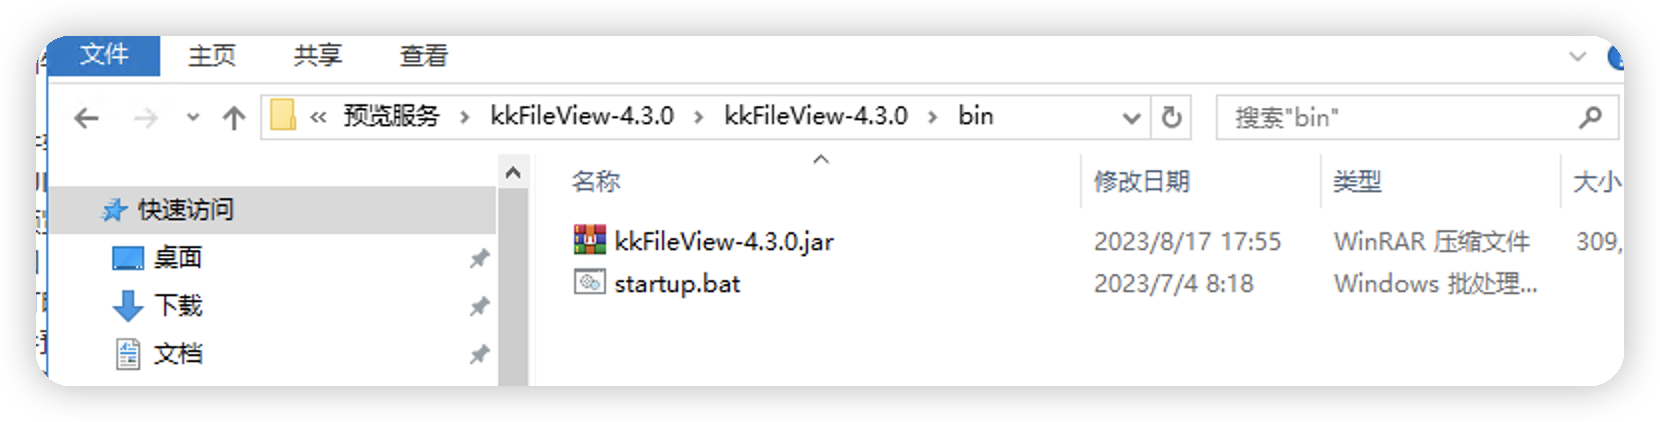 文件 主页 共享 查看
« 预览服务 › kkFileView-4.3.0 › kkFileView-4.3.0 › bin 搜索"bin"
名称 修改日期 类型 大小
快速访问
kkFileView-4.3.0.jar 2023/8/17 17:55 WinRAR 压缩文件 309,
桌面
startup.bat 2023/7/4 8:18 Windows 批处理...
下载
文档